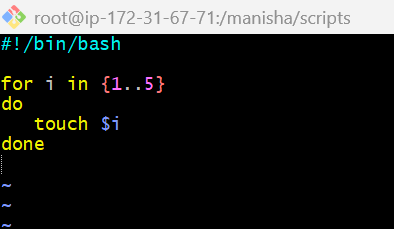 root@ip-172-31-67-71:/manisha/scripts
#!/bin/bash

for i in {1..5}
do
   touch $i
done

~
~
~